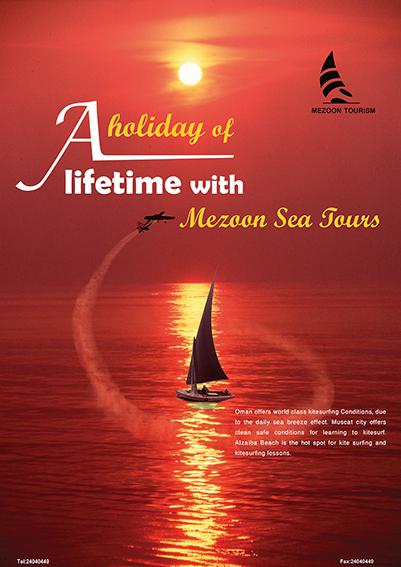 MEZOON TOURISM
A holiday of
lifetime with
Mezoon Sea Tours
Oman offers world class kitesurfing Conditions, due
to the daily sea breeze effect. Muscat city offers
clean safe conditions for learning to kitesurf.
Alzaiba Beach is the hot spot for kite surfing and
kitesurfing lessons.
Tel:24040449
Fax:24040449